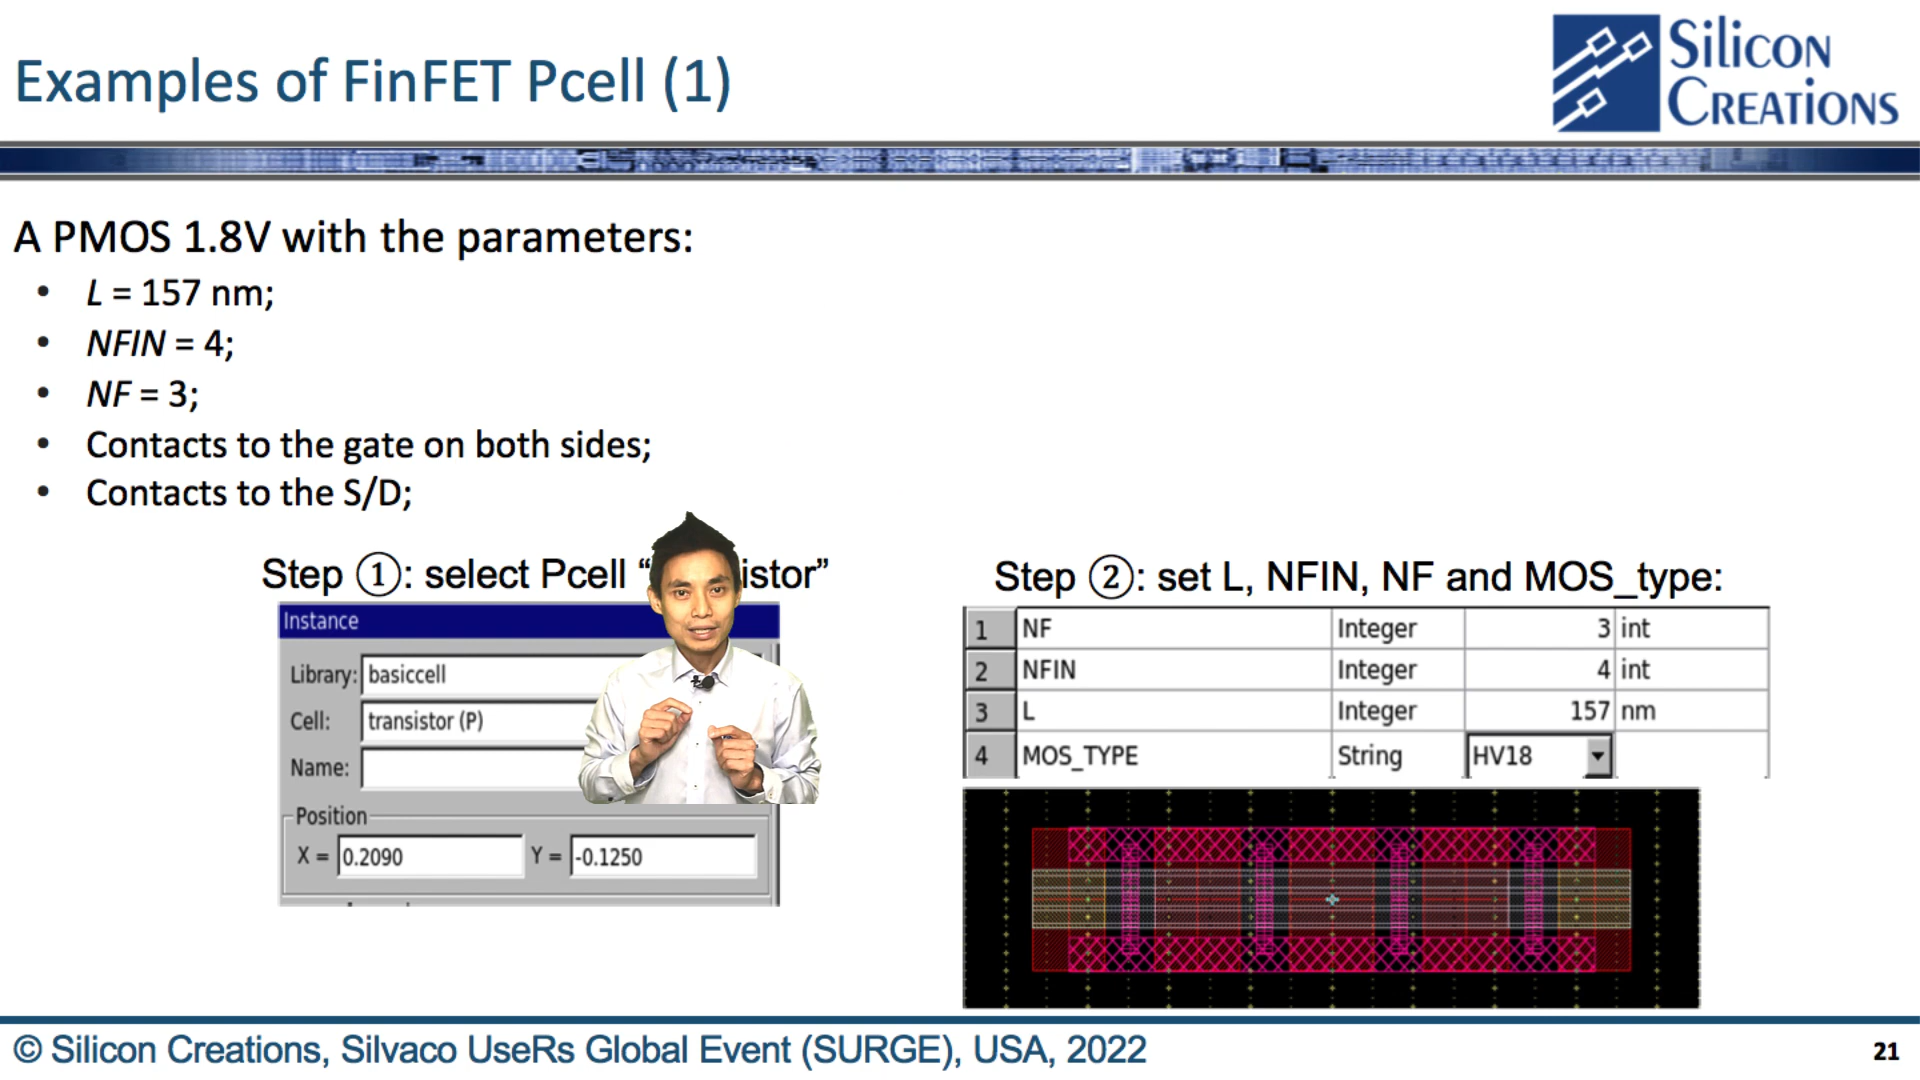 Examples of FinFET Pcell (1)
Silicon
Creations
A PMOS 1.8V with the parameters:
• L = 157 nm;
• NFIN = 4;
• NF = 3;
• Contacts to the gate on both sides;
• Contacts to the S/D;
Step ①: select Pcell “ istor”
Instance
Library: basiccell
Cell: transistor (P)
Name:
Position
X = 0.2090 Y = -0.1250
Step ②: set L, NFIN, NF and MOS_type:
1 NF Integer 3 int
2 NFIN Integer 4 int
3 L Integer 157 nm
4 MOS_TYPE String HV18
© Silicon Creations, Silvaco UseRs Global Event (SURGE), USA, 2022
21